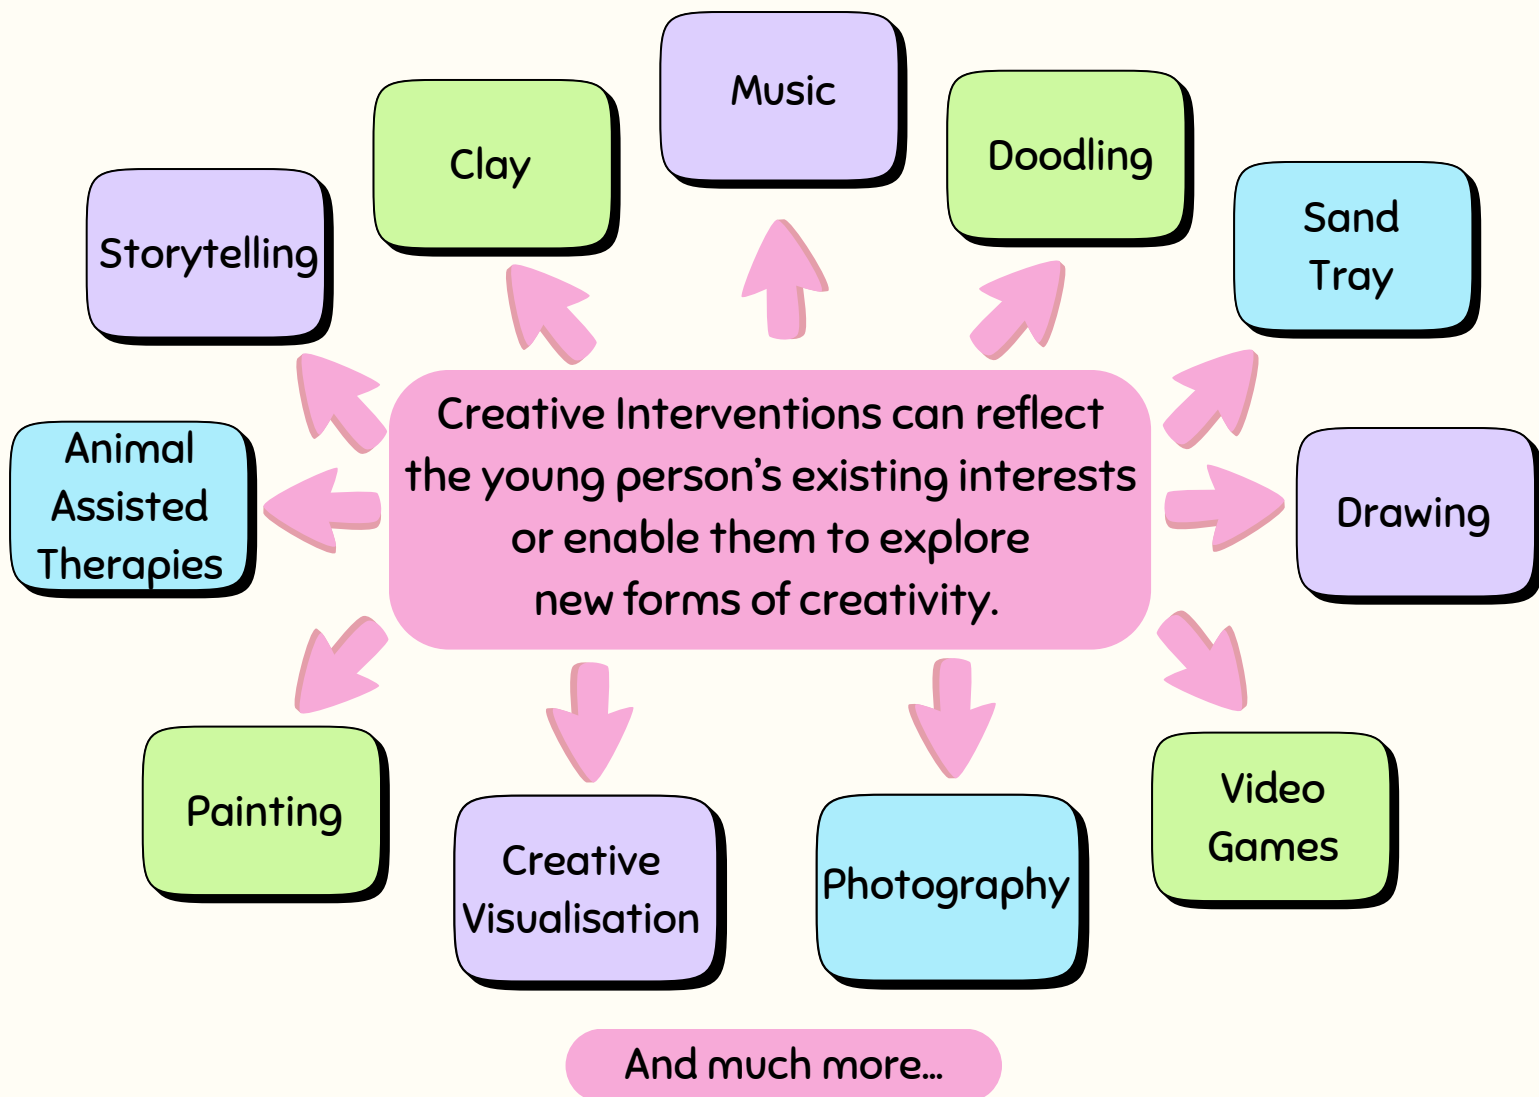 Music
Clay
Doodling
Storytelling
Sand
Tray
Creative Interventions can reflect
the young person's existing interests
or enable them to explore
new forms of creativity.
Animal
Assisted
Therapies
Drawing
Painting
Creative
Visualisation
Photography
Video
Games
And much more...